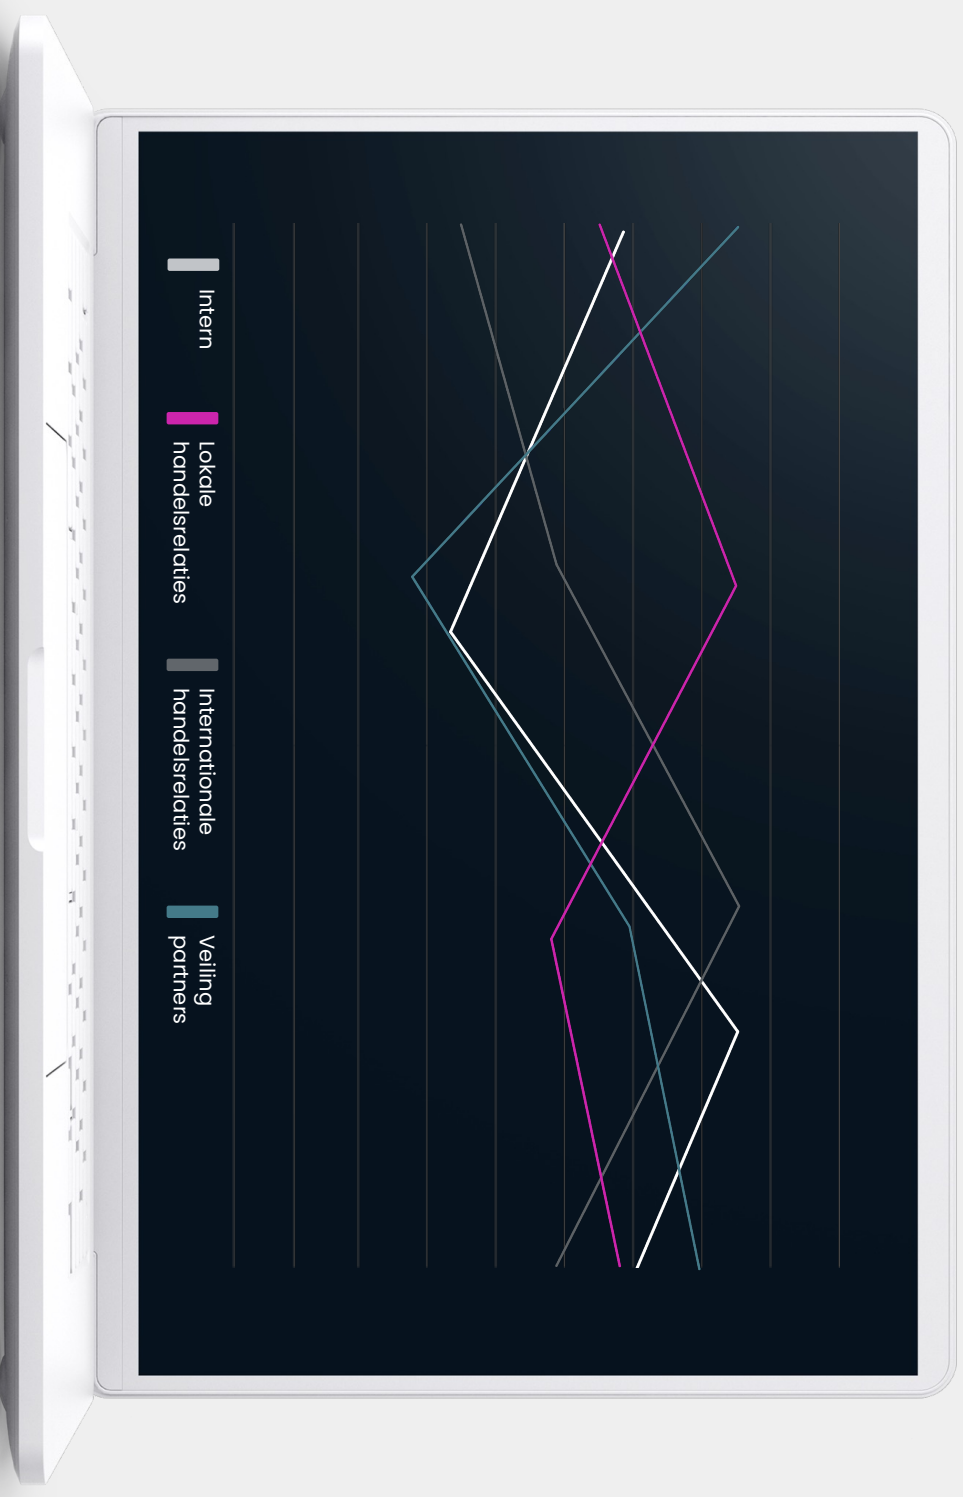 Intern
Lokale
handelsrelaties
Internationale
handelsrelaties
Veiling
partners